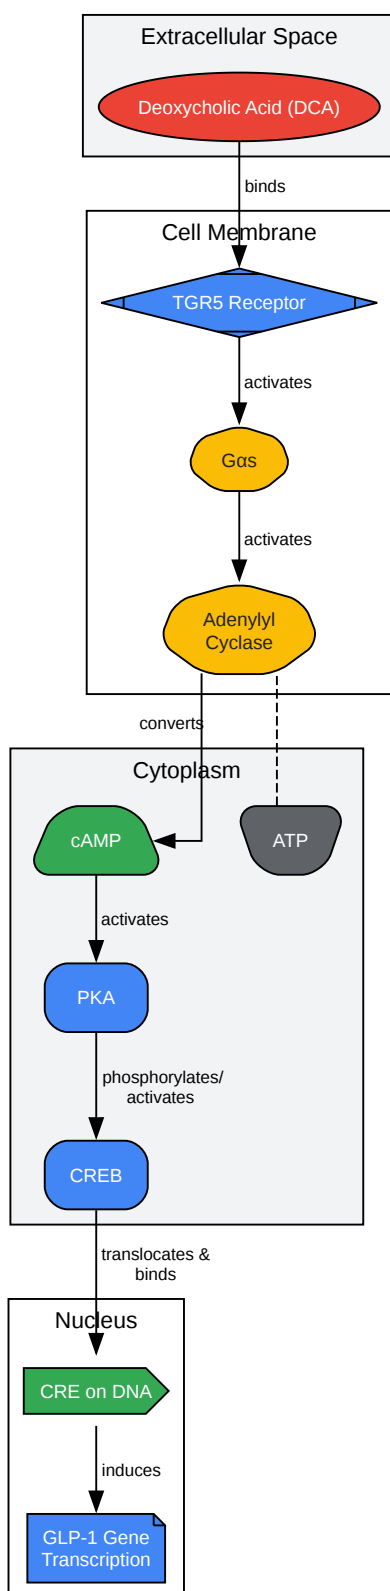 Extracellular Space
Deoxycholic Acid (DCA)
binds
Cell Membrane
TGR5 Receptor
activates
Gαs
activates
Adenylyl
Cyclase
converts
Cytoplasm
cAMP
ATP
activates
PKA
phosphorylates/
activates
CREB
translocates &
binds
Nucleus
CRE on DNA
induces
GLP-1 Gene
Transcription